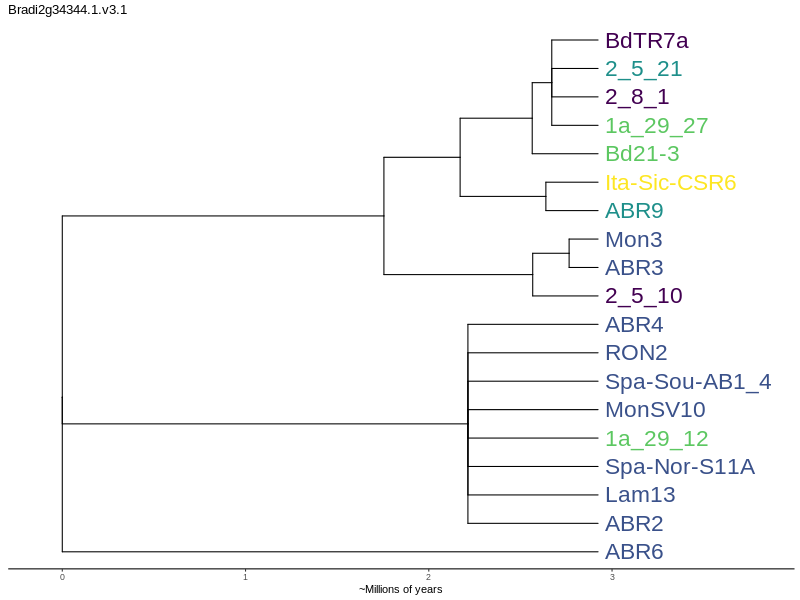 Bradi2g34344.1.v3.1
BdTR7a
2_5_21
2_8_1
1a_29_27
Bd21-3
Ita-Sic-CSR6
ABR9
Mon3
ABR3
2_5_10
ABR4
RON2
Spa-Sou-AB1_4
MonSV10
1a_29_12
Spa-Nor-S11A
Lam13
ABR2
ABR6
0 1 2 3
~Millions of years